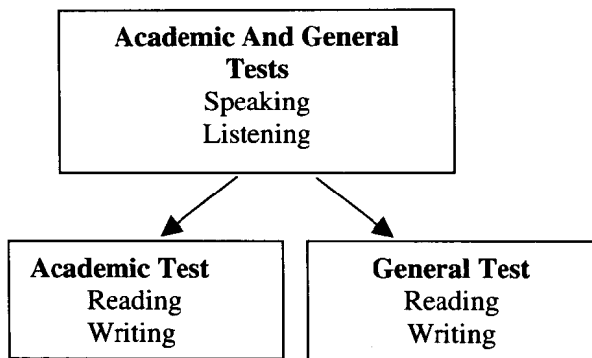 Academic And General
Tests
Speaking
Listening
Academic Test
Reading
Writing
General Test
Reading
Writing